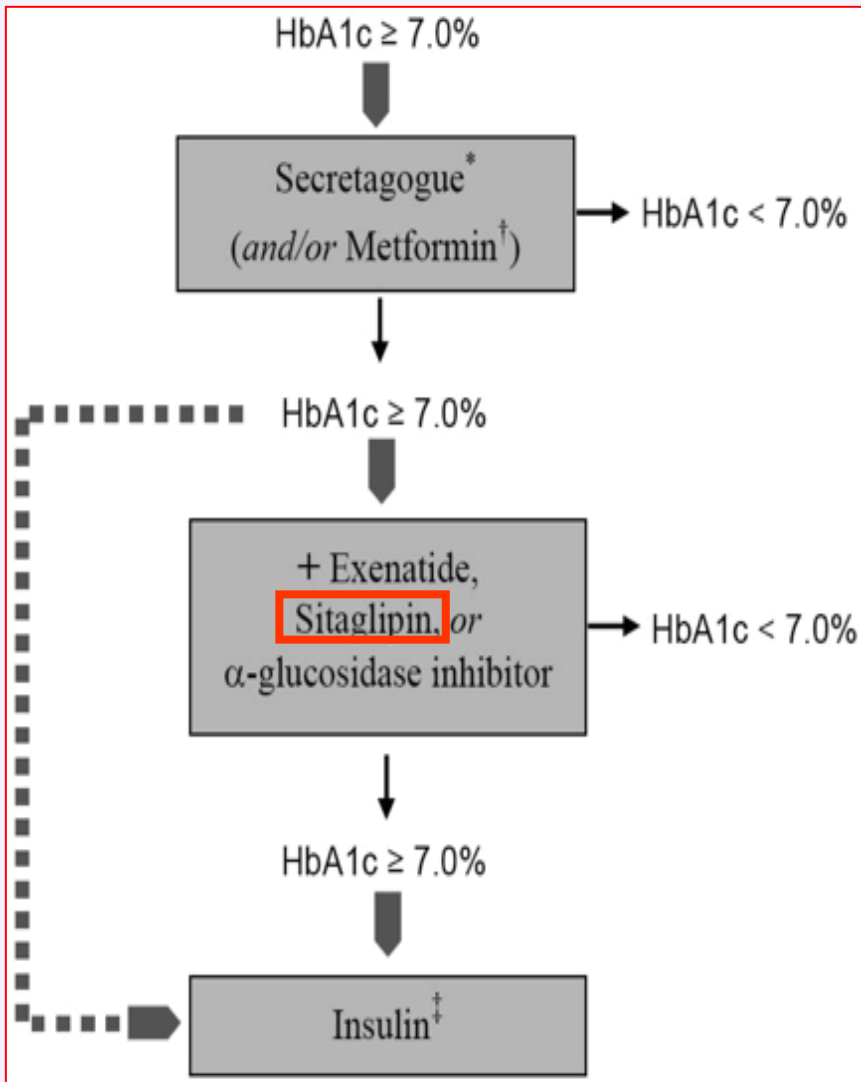 HbA1c ≥ 7.0%
Secretagogue*
(and/or Metformin†)
HbA1c < 7.0%
HbA1c ≥ 7.0%
+ Exenatide,
Sitaglipin, or
α-glucosidase inhibitor
HbA1c < 7.0%
HbA1c ≥ 7.0%
Insulin‡